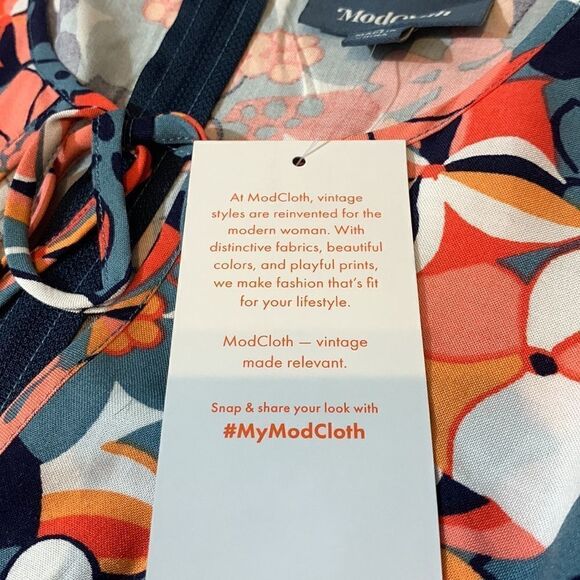 ModCloth
At ModCloth, vintage
styles are reinvented for the
modern woman. With
distinctive fabrics, beautiful
colors, and playful prints,
we make fashion that's fit
for your lifestyle.
ModCloth — vintage
made relevant.
Snap & share your look with
#MyModCloth